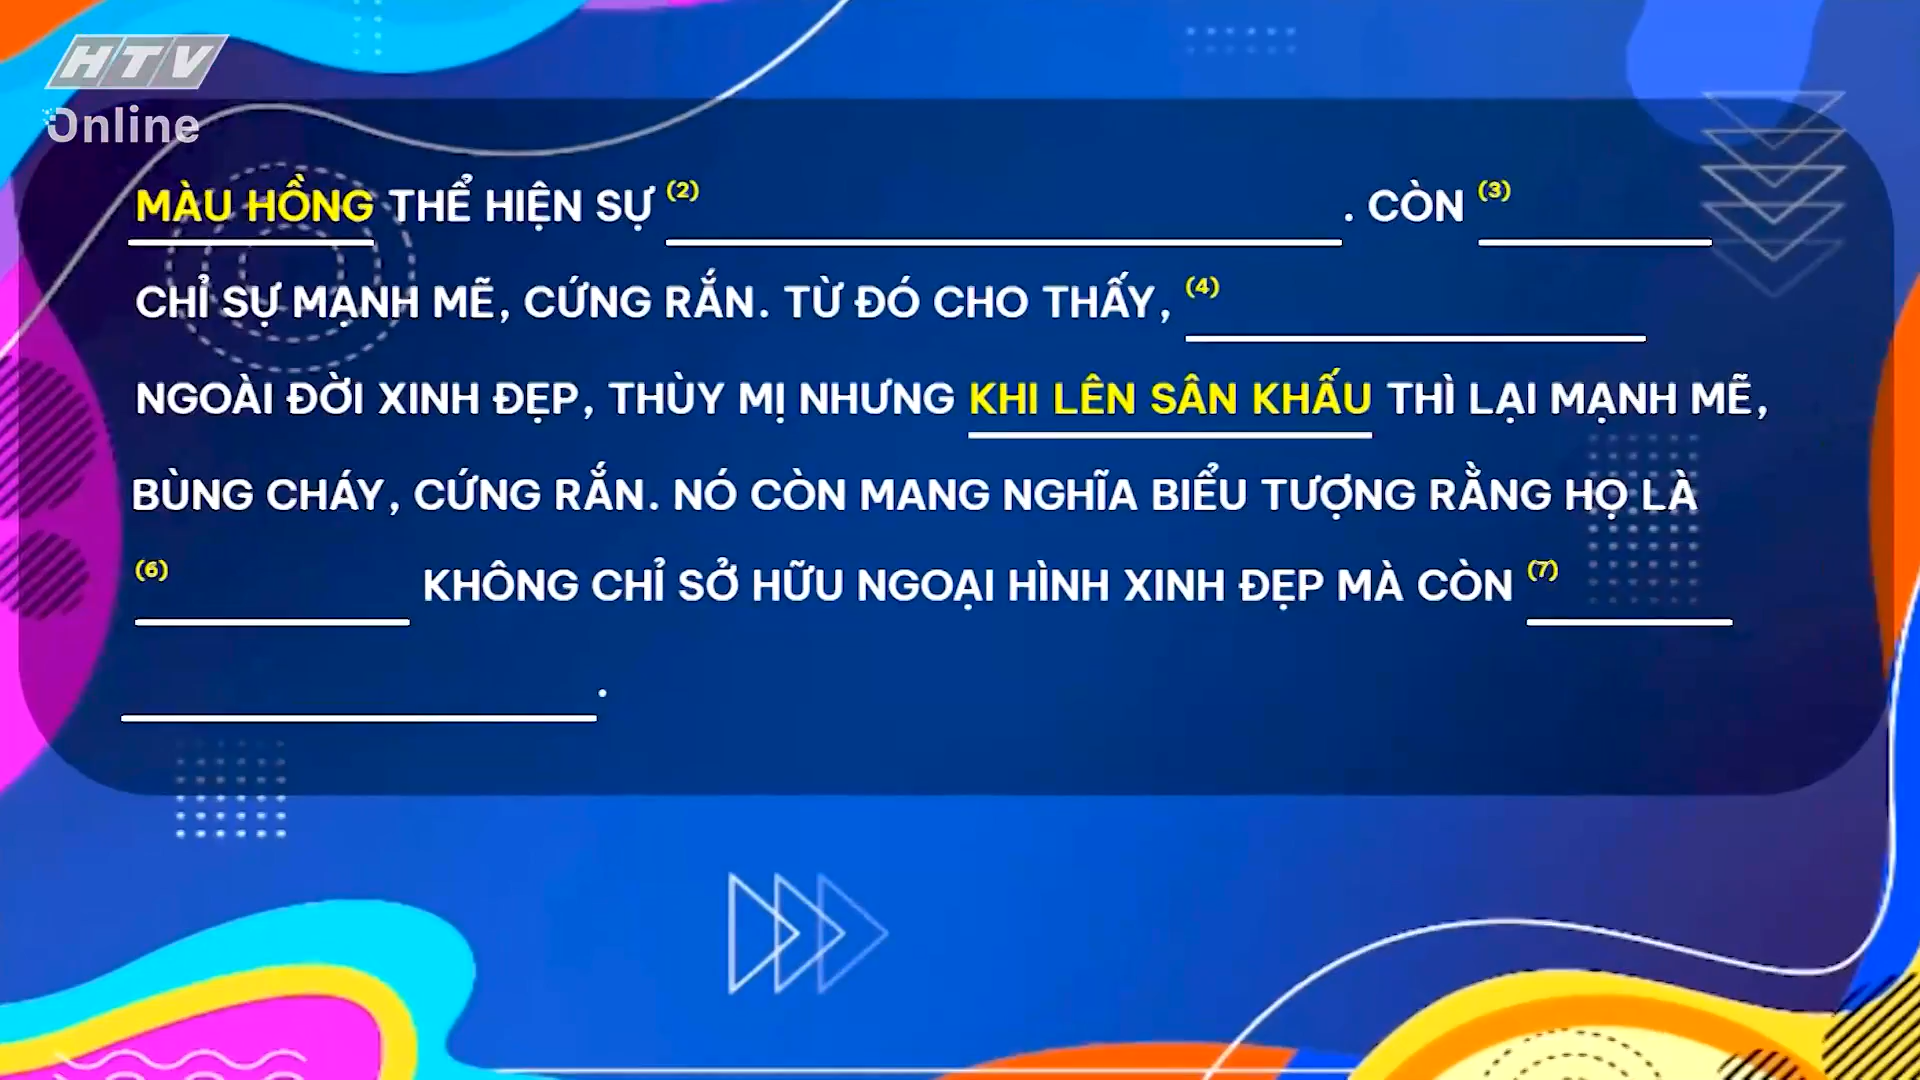 HTV
Online
MÀU HỒNG THỂ HIỆN SỰ (2) . CÒN (3)
CHỈ SỰ MẠNH MẼ, CỨNG RẮN. TỪ ĐÓ CHO THẤY, (4)
NGOÀI ĐỜI XINH ĐẸP, THÙY MỊ NHƯNG KHI LÊN SÂN KHẤU THÌ LẠI MẠNH MẼ,
BÙNG CHÁY, CỨNG RẮN. NÓ CÒN MANG NGHĨA BIỂU TƯỢNG RẰNG HỌ LÀ
(6) KHÔNG CHỈ SỞ HỮU NGOẠI HÌNH XINH ĐẸP MÀ CÒN (7)
.